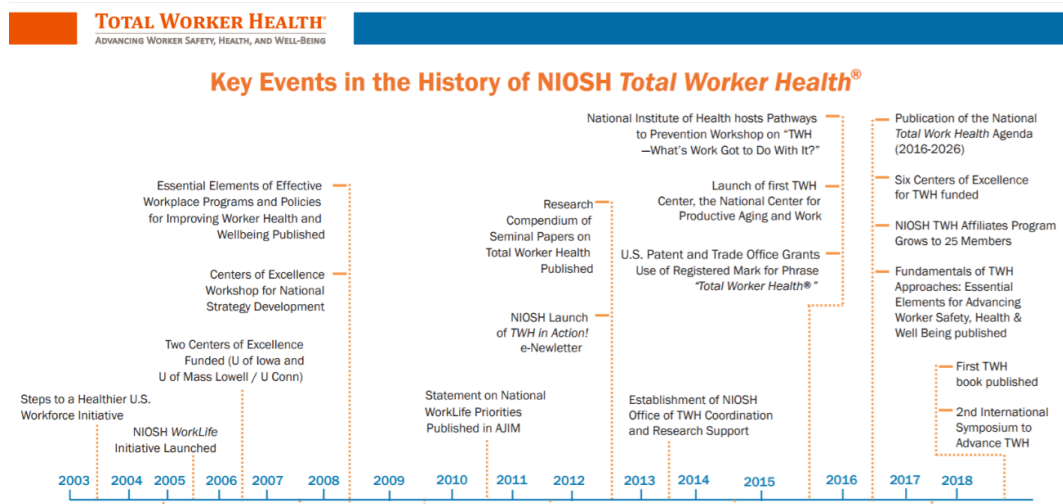 TOTAL WORKER HEALTH®
ADVANCING WORKER SAFETY, HEALTH, AND WELL-BEING
Key Events in the History of NIOSH Total Worker Health®
National Institute of Health hosts Pathways
to Prevention Workshop on “TWH
—What’s Work Got to Do With It?”
Launch of first TWH
Center, the National Center for
Productive Aging and Work
U.S. Patent and Trade Office Grants
Use of Registered Mark for Phrase
“Total Worker Health® ”
Publication of the National
Total Work Health Agenda
(2016-2026)
Six Centers of Excellence
for TWH funded
NIOSH TWH Affiliates Program
Grows to 25 Members
Fundamentals of TWH
Approaches: Essential
Elements for Advancing
Worker Safety, Health &
Well Being published
Essential Elements of Effective
Workplace Programs and Policies
for Improving Worker Health and
Wellbeing Published
Centers of Excellence
Workshop for National
Strategy Development
Two Centers of Excellence
Funded (U of Iowa and
U of Mass Lowell / U Conn)
Steps to a Healthier U.S.
Workforce Initiative
NIOSH WorkLife
Initiative Launched
Research
Compendium of
Seminal Papers on
Total Worker Health
Published
NIOSH Launch
of TWH in Action!
e-Newletter
Statement on National
WorkLife Priorities
Published in AJIM
Establishment of NIOSH
Office of TWH Coordination
and Research Support
First TWH
book published
2nd International
Symposium to
Advance TWH
2003 2004 2005 2006 2007 2008 2009 2010 2011 2012 2013 2014 2015 2016 2017 2018